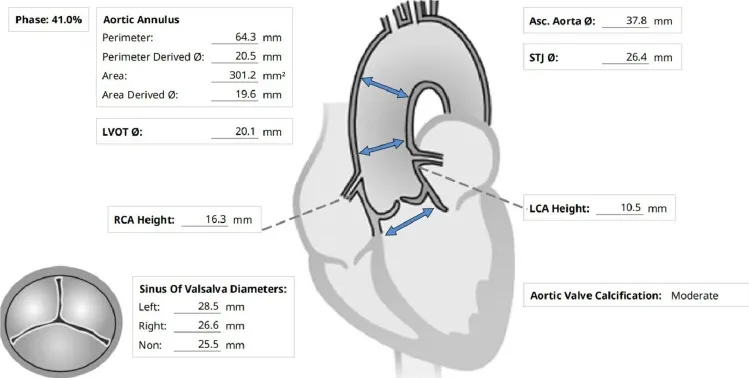 Phase: 41.0%
Aortic Annulus
Perimeter: 64.3 mm
Perimeter Derived Ø: 20.5 mm
Area: 301.2 mm²
Area Derived Ø: 19.6 mm
LVOT Ø: 20.1 mm
Asc. Aorta Ø: 37.8 mm
STJ Ø: 26.4 mm
RCA Height: 16.3 mm
LCA Height: 10.5 mm
Sinus Of Valsalva Diameters:
Left: 28.5 mm
Right: 26.6 mm
Non: 25.5 mm
Aortic Valve Calcification: Moderate